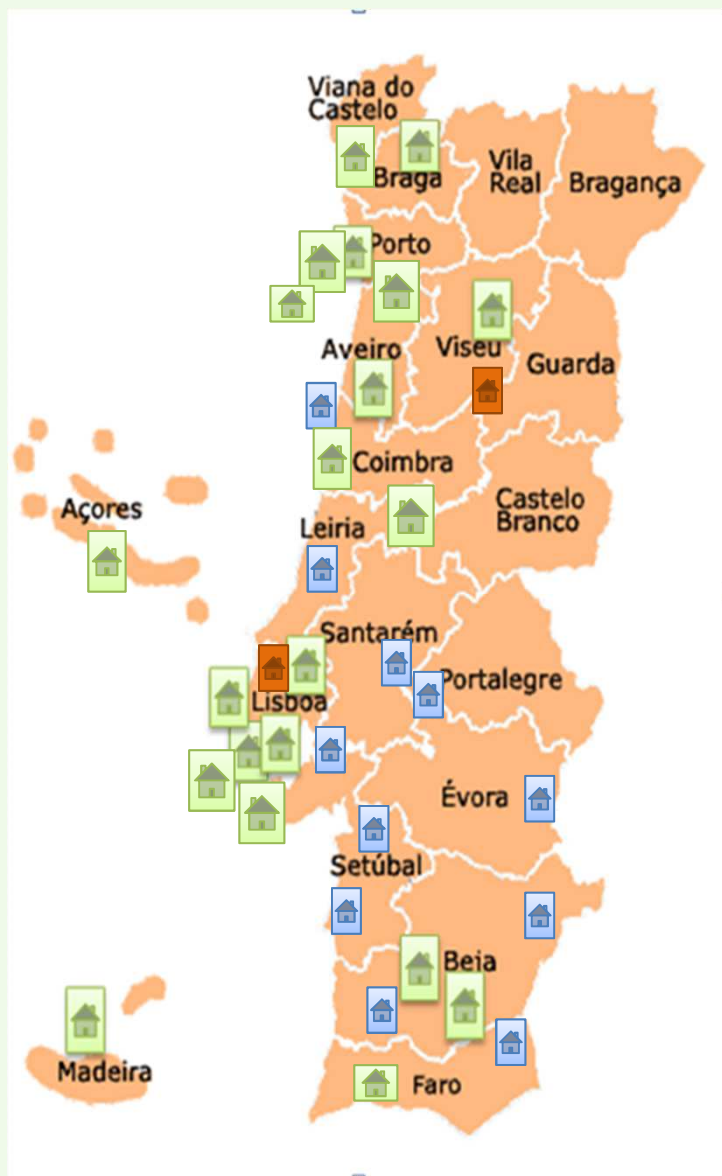 Viana do
Castelo
Braga
Vila
Real
Bragança
Porto
Aveiro
Viseu
Guarda
Coimbra
Castelo
Branco
Açores
Leiria
Santarém
Portalegre
Lisboa
Évora
Setúbal
Beja
Madeira
Faro